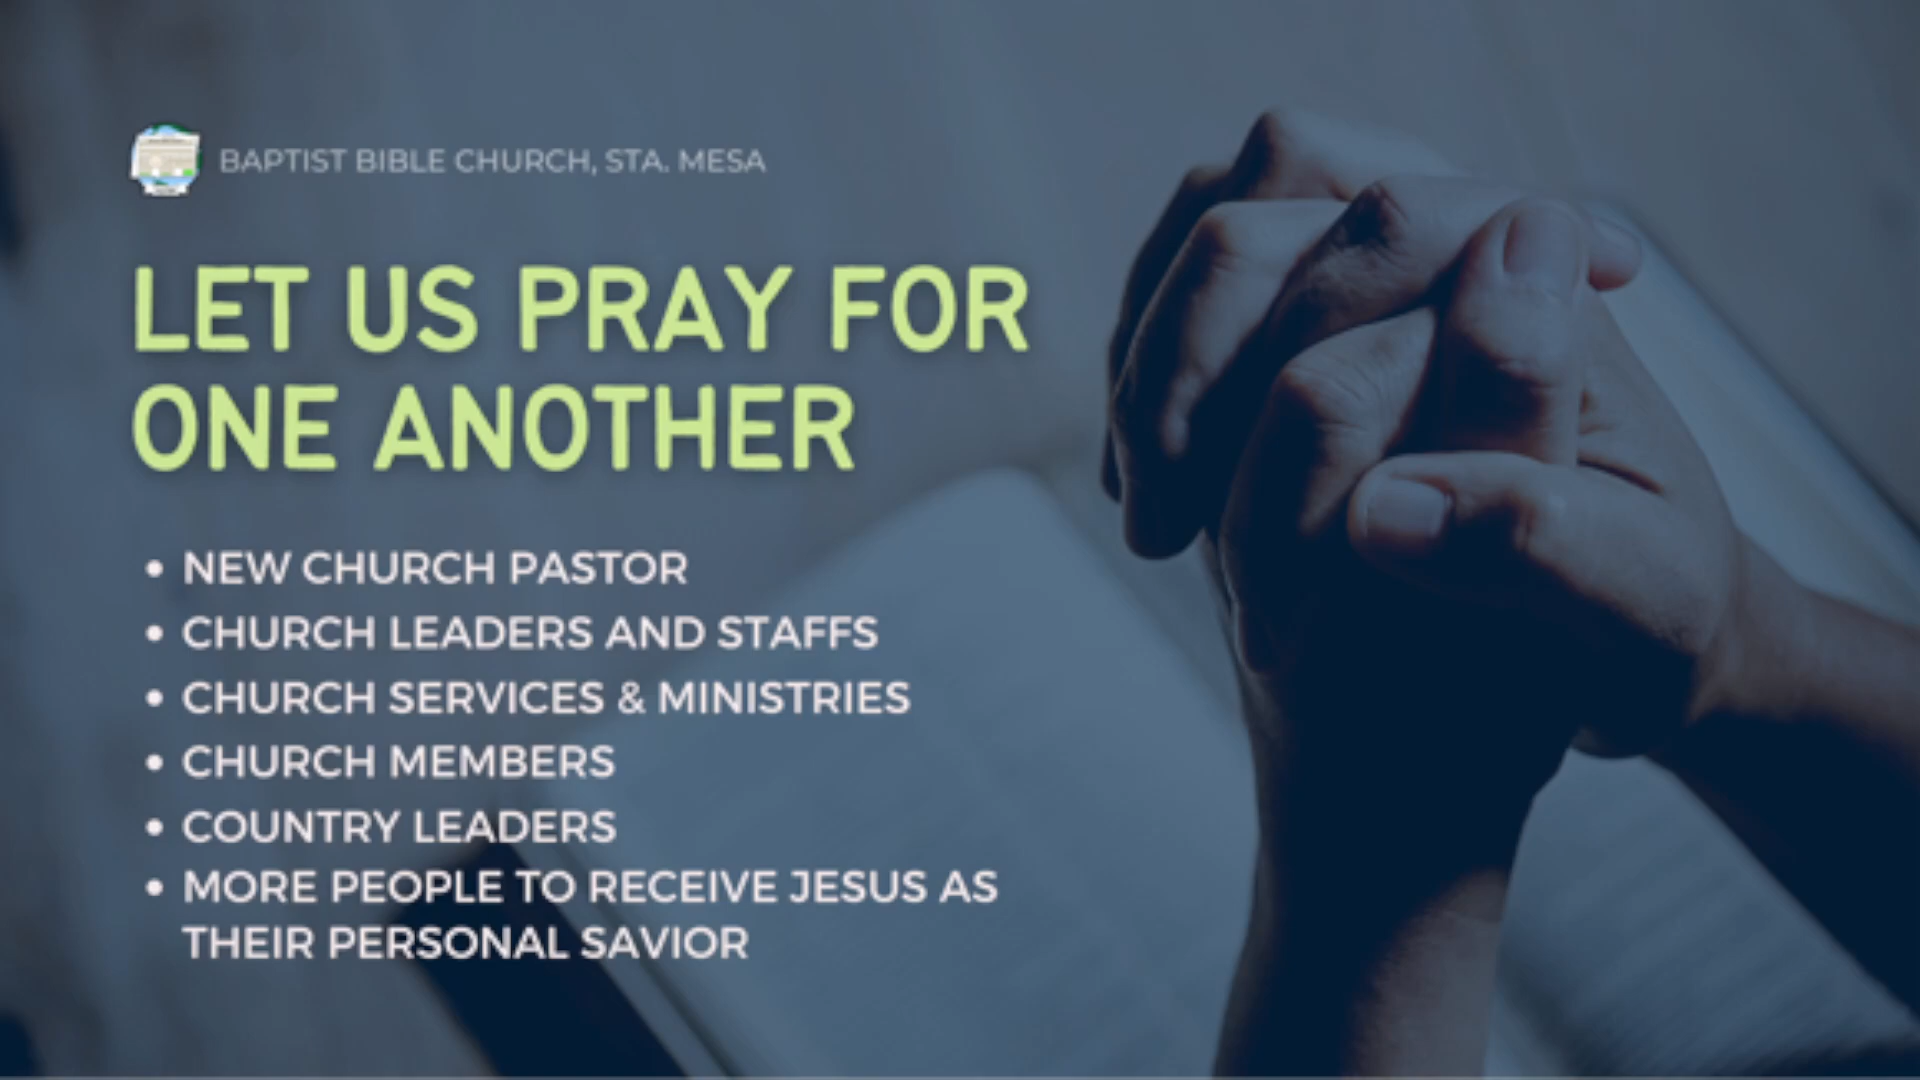 BAPTIST BIBLE CHURCH, STA. MESA
LET US PRAY FOR
ONE ANOTHER
• NEW CHURCH PASTOR
• CHURCH LEADERS AND STAFFS
• CHURCH SERVICES & MINISTRIES
• CHURCH MEMBERS
• COUNTRY LEADERS
• MORE PEOPLE TO RECEIVE JESUS AS
THEIR PERSONAL SAVIOR